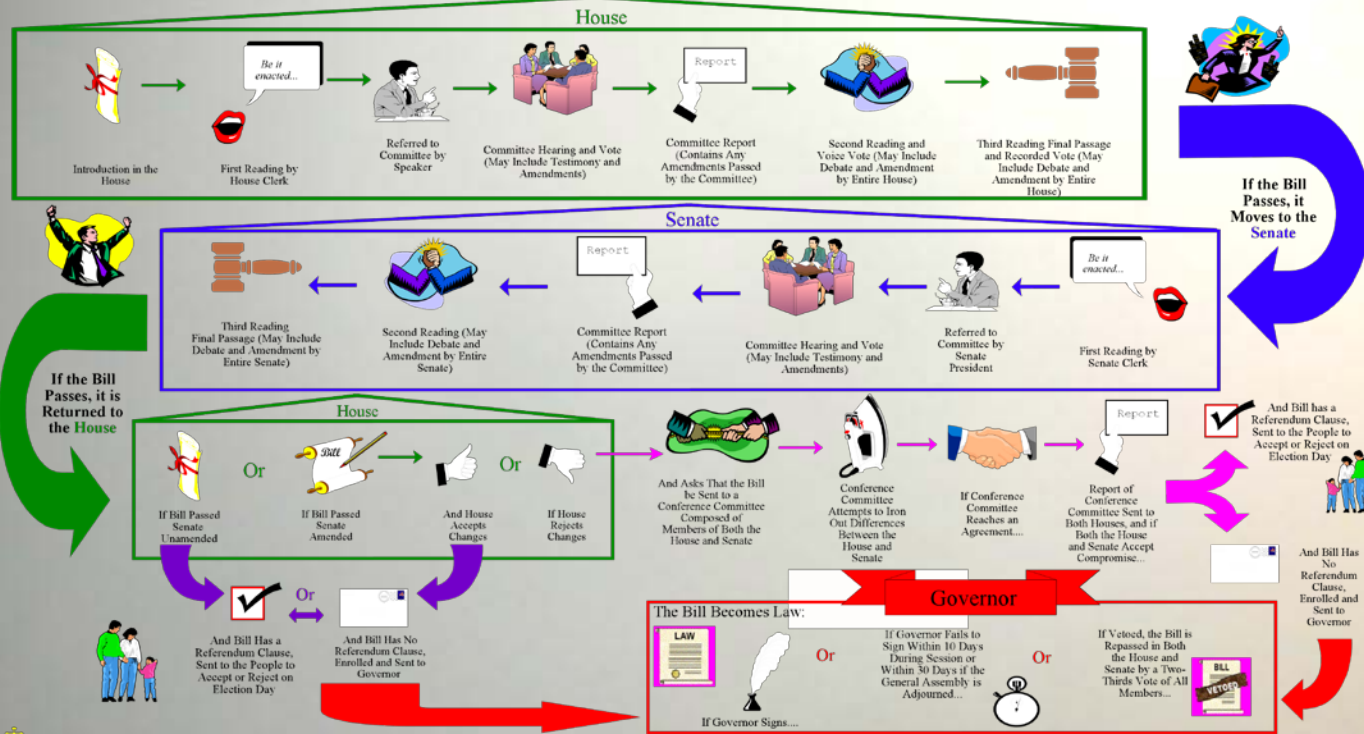 House
Be it
enacted...
Report
Introduction in the
House
First Reading by
House Clerk
Referred to
Committee by
Speaker
Committee Hearing and Vote
(May Include Testimony and
Amendments)
Committee Report
(Contains Any
Amendments Passed
by the Committee)
Second Reading and
Voice Vote (May Include
Debate and Amendment
by Entire House)
Third Reading Final Passage
and Recorded Vote (May
Include Debate and
Amendment by Entire
House)
If the Bill
Passes, it
Moves to the
Senate
Senate
Report
Be it
enacted...
Third Reading
Final Passage (May Include
Debate and Amendment by
Entire Senate)
Second Reading (May
Include Debate and
Amendment by Entire
Senate)
Committee Report
(Contains Any
Amendments Passed
by the Committee)
Committee Hearing and Vote
(May Include Testimony and
Amendments)
Referred to
Committee by
Senate
President
First Reading by
Senate Clerk
If the Bill
Passes, it is
Returned to
the House
House
Or
Bill
Or
If Bill Passed
Senate
Unamended
If Bill Passed
Senate
Amended
And House
Accepts
Changes
If House
Rejects
Changes
And Asks That the Bill
be Sent to a
Conference Committee
Composed of
Members of Both the
House and Senate
Conference
Committee
Attempts to Iron
Out Differences
Between the
House and
Senate
If Conference
Committee
Reaches an
Agreement....
Report
Report of
Conference
Committee Sent to
Both Houses, and if
Both the House
and Senate Accept
Compromise...
And Bill has a
Referendum Clause,
Sent to the People to
Accept or Reject on
Election Day
And Bill Has
No
Referendum
Clause,
Enrolled and
Sent to
Governor
Or
And Bill Has a
Referendum Clause,
Sent to the People to
Accept or Reject on
Election Day
And Bill Has No
Referendum Clause,
Enrolled and Sent to
Governor
Governor
The Bill Becomes Law:
LAW
If Governor Signs....
Or
If Governor Fails to
Sign Within 10 Days
During Session or
Within 30 Days if the
General Assembly is
Adjourned...
Or
If Vetoed, the Bill is
Repassed in Both
the House and
Senate by a Two-
Thirds Vote of All
Members...
BILL
VETOED